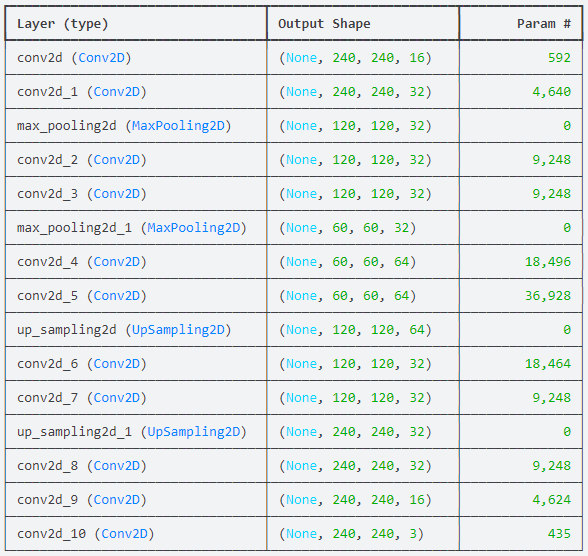 Layer (type) Output Shape Param #
conv2d (Conv2D) (None, 240, 240, 16) 592
conv2d_1 (Conv2D) (None, 240, 240, 32) 4,640
max_pooling2d (MaxPooling2D) (None, 120, 120, 32) 0
conv2d_2 (Conv2D) (None, 120, 120, 32) 9,248
conv2d_3 (Conv2D) (None, 120, 120, 32) 9,248
max_pooling2d_1 (MaxPooling2D) (None, 60, 60, 32) 0
conv2d_4 (Conv2D) (None, 60, 60, 64) 18,496
conv2d_5 (Conv2D) (None, 60, 60, 64) 36,928
up_sampling2d (UpSampling2D) (None, 120, 120, 64) 0
conv2d_6 (Conv2D) (None, 120, 120, 32) 18,464
conv2d_7 (Conv2D) (None, 120, 120, 32) 9,248
up_sampling2d_1 (UpSampling2D) (None, 240, 240, 32) 0
conv2d_8 (Conv2D) (None, 240, 240, 32) 9,248
conv2d_9 (Conv2D) (None, 240, 240, 16) 4,624
conv2d_10 (Conv2D) (None, 240, 240, 3) 435